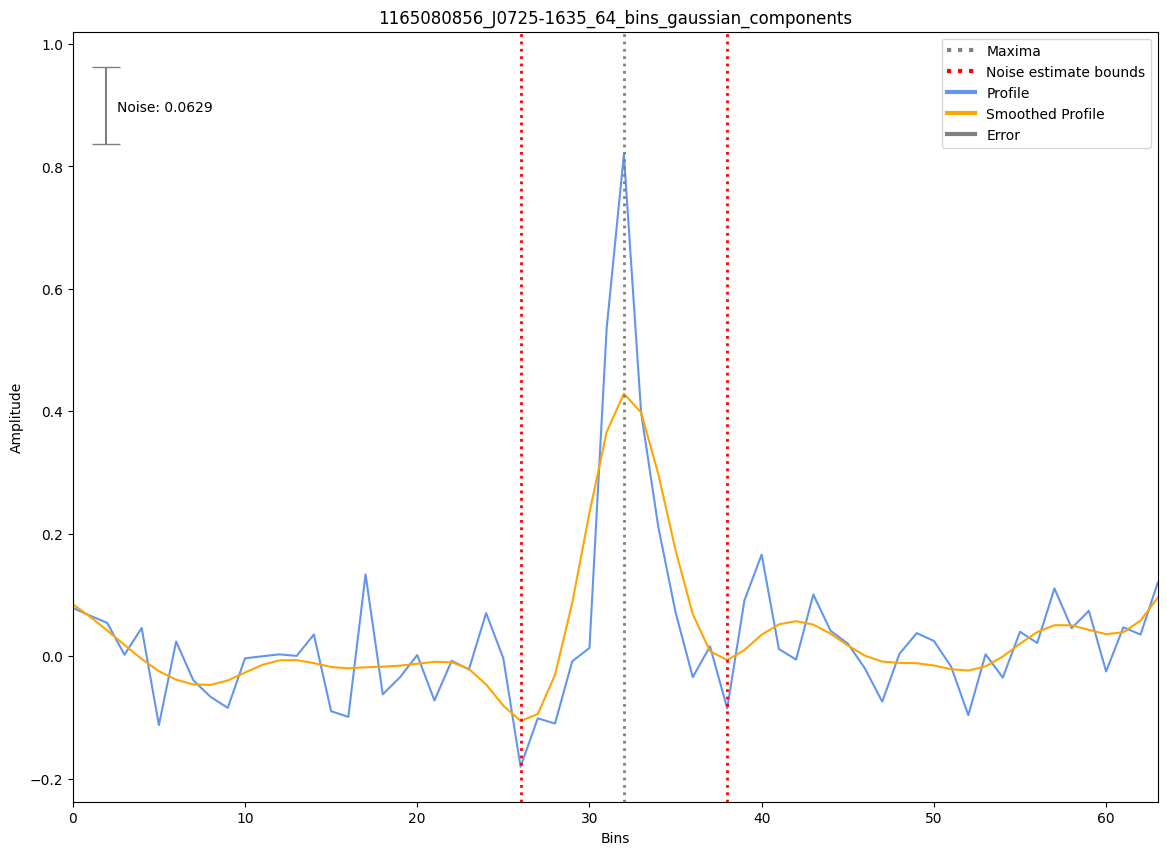 1165080856_J0725-1635_64_bins_gaussian_components
1.0
0.8
0.6
0.4
0.2
0.0
−0.2
Amplitude
Noise: 0.0629
Maxima
Noise estimate bounds
Profile
Smoothed Profile
Error
0 10 20 30 40 50 60
Bins